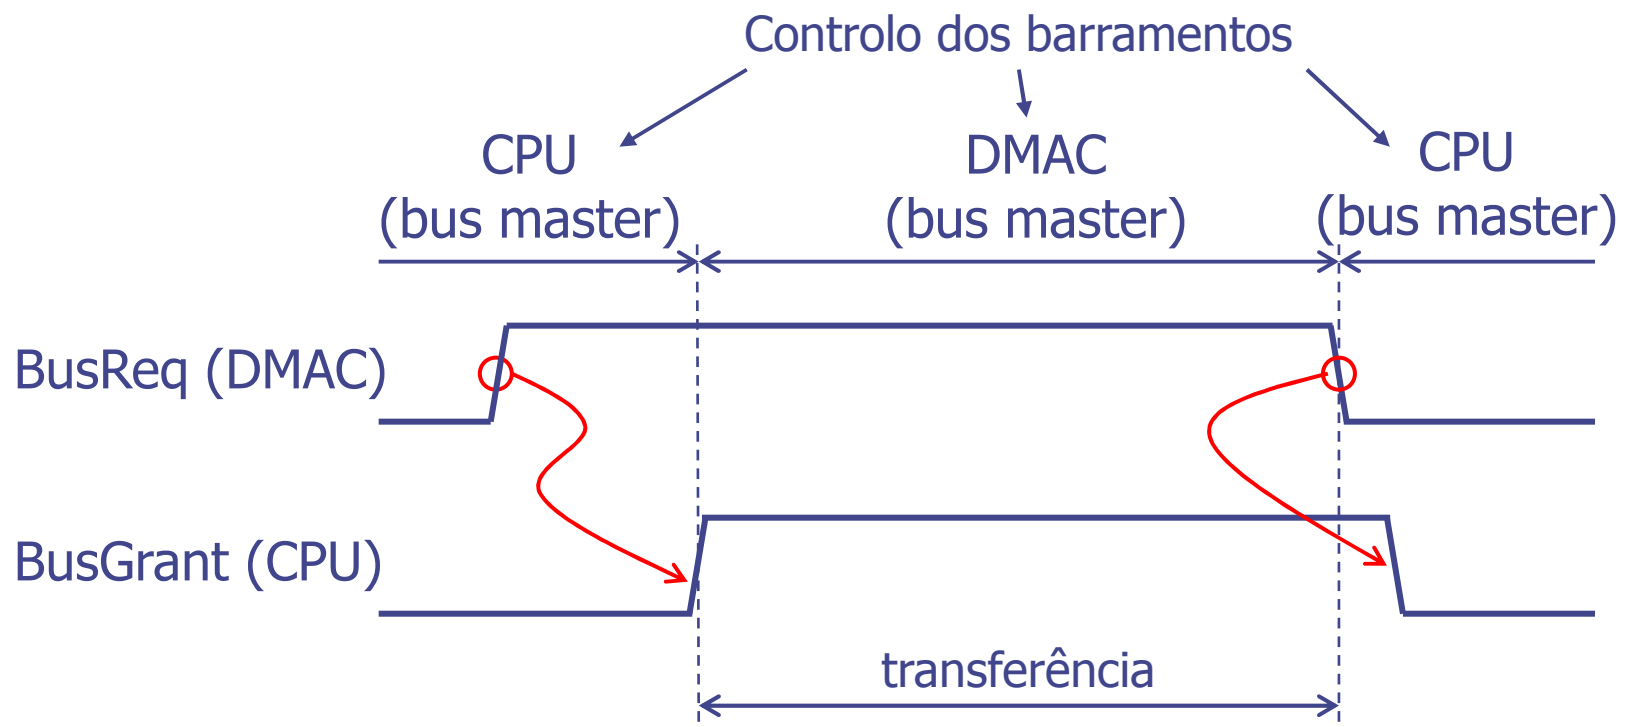 Controlo dos barramentos
CPU
(bus master)
DMAC
(bus master)
CPU
(bus master)
BusReq (DMAC)
BusGrant (CPU)
transferência